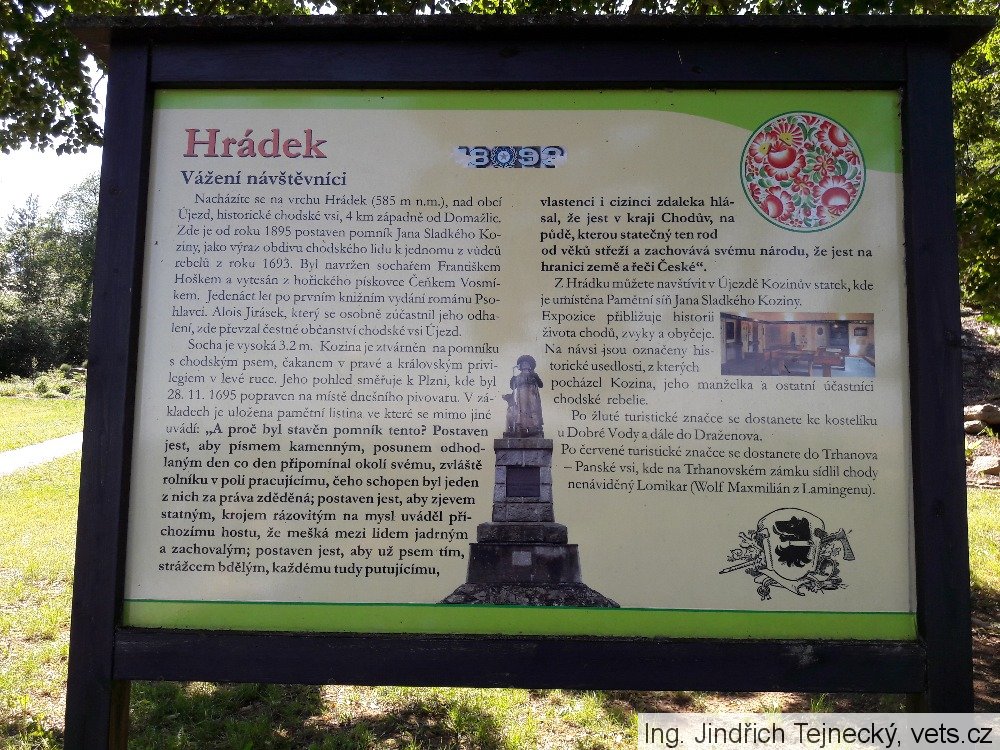 Hrádek
Vážení návštěvníci
Nacházíte se na vrchu Hrádek (585 m n.m.), nad obcí
Újezd, historické chodské vsi, 4 km západně od Domažlic.
Zde je od roku 1895 postaven pomník Jana Sladkého Ko-
ziny, jako výraz obdivu chodského lidu k jednomu z vůdců
rebelů z roku 1693. Byl navržen sochařem Františkem
Hoškem a vytesán z hořického pískovce Čeňkem Vosmí-
kem. Jedenáct let po prvním knižním vydání románu Pso-
hlavci. Alois Jirásek, který se osobně zúčastnil jeho odha-
lení, zde převzal čestné občanství chodské vsi Újezd.
Socha je vysoká 3.2 m. Kozina je ztvárněn na pomníku
s chodským psem, čakanem v pravé a královským privi-
legiem v levé ruce. Jeho pohled směřuje k Plzni, kde byl
28. 11. 1695 popraven na místě dnešního pivovaru. V zá-
kladech je uložena pamětní listina ve které se mimo jiné
uvádí: „A proč byl stavěn pomník tento? Postaven
jest, aby písmem kamenným, posunem odhod-
laným den co den připomínal okolí svému, zvláště
rolníku v poli pracujícímu, čeho schopen byl jeden
z nich za práva zděděná; postaven jest, aby zjevem
statným, krojem rázovitým na mysl uváděl pří-
chozímu hostu, že mešká mezi lidem jadrným
a zachovalým; postaven jest, aby už psem tím,
strážcem bdělým, každému tudy putujícímu,
vlastenci i cizinci zdaleka hlá-
sal, že jest v kraji Chodův, na
půdě, kterou statečný ten rod
od věků střeží a zachovává svému národu, že jest na
hranici země a řeči České“.
Z Hrádku můžete navštívit v Újezdě Kozinův statek, kde
je umístěna Pamětní síň Jana Sladkého Koziny.
Expozice přibližuje historii
života chodů, zvyky a obyčeje.
Na návsi jsou označeny his-
torické usedlosti, z kterých
pocházel Kozina, jeho manželka a ostatní účastníci
chodské rebelie.
Po žluté turistické značce se dostanete ke kostelíku
u Dobré Vody a dále do Draženova.
Po červené turistické značce se dostanete do Trhanova
– Panské vsi, kde na Trhanovském zámku sídlil chody
nenáviděný Lomikar (Wolf Maxmilián z Lamingenu).
Ing. Jindřich Tejnecký, vets.cz